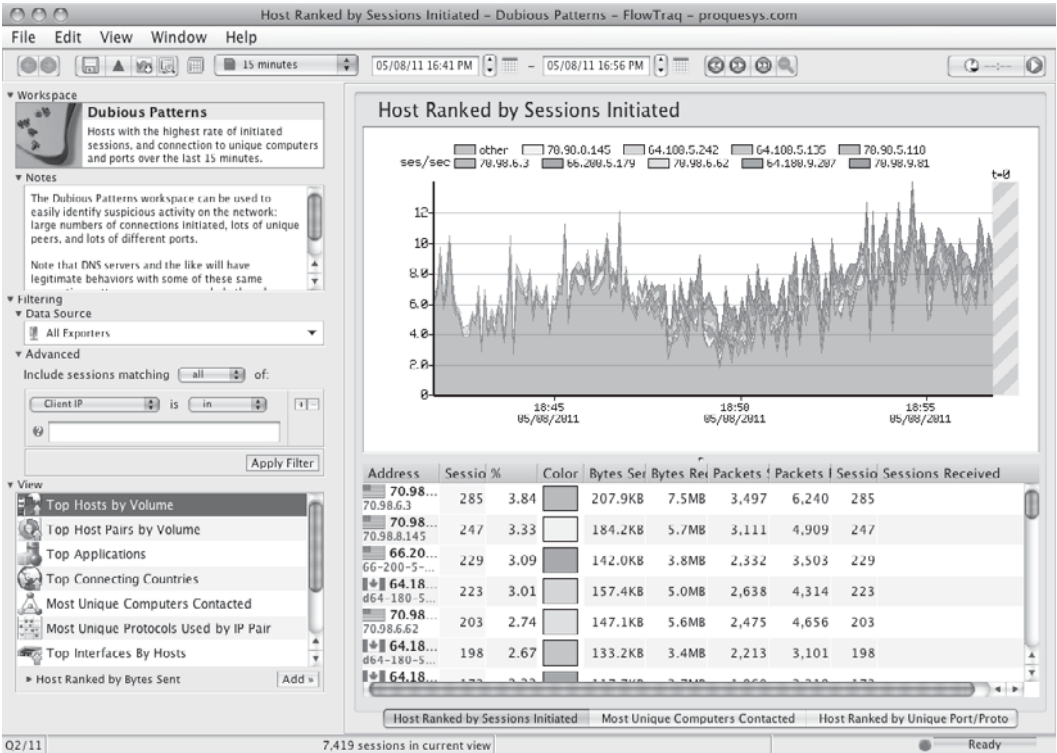 Host Ranked by Sessions Initiated – Dubious Patterns – FlowTraq – proquesys.com
File Edit View Window Help
15 minutes
05/08/11 16:41 PM – 05/08/11 16:56 PM
--:--
Workspace
Dubious Patterns
Hosts with the highest rate of initiated
sessions, and connection to unique computers
and ports over the last 15 minutes.
Notes
The Dubious Patterns workspace can be used to
easily identify suspicious activity on the network:
large numbers of connections initiated, lots of unique
peers, and lots of different ports.
Note that DNS servers and the like will have
legitimate behaviors with some of these same
Filtering
Data Source
All Exporters
Advanced
Include sessions matching all of:
Client IP is in
Apply Filter
View
Top Hosts by Volume
Top Host Pairs by Volume
Top Applications
Top Connecting Countries
Most Unique Computers Contacted
Most Unique Protocols Used by IP Pair
Top Interfaces By Hosts
Host Ranked by Bytes Sent Add »
Host Ranked by Sessions Initiated
other 64.180.5.242 64.180.5.135 70.90.5.110
ses/sec 70.98.6.3 66.200.5.179 70.98.6.62 64.180.9.207 70.98.9.81
t=0
12
10
8.0
6.0
4.0
2.0
0
18:45 18:50 18:55
05/08/2011 05/08/2011 05/08/2011
Address Sessio % Color Bytes Sei Bytes Rei Packets Packets Sessio Sessions Received
70.98... 285 3.84 207.9KB 7.5MB 3,497 6,240 285
70.98.6.3
70.98... 247 3.33 184.2KB 5.7MB 3,111 4,909 247
70.98.8.145
66.20... 229 3.09 142.0KB 3.8MB 2,332 3,503 229
66-200-5-...
64.18... 223 3.01 157.4KB 5.0MB 2,638 4,314 223
d64-180-5...
70.98... 203 2.74 147.1KB 5.6MB 2,475 4,656 203
70.98.6.62
64.18... 198 2.67 133.2KB 3.4MB 2,213 3,101 198
d64-180-5...
64.18...
Host Ranked by Sessions Initiated Most Unique Computers Contacted Host Ranked by Unique Port/Proto
Q2/11 7,419 sessions in current view Ready